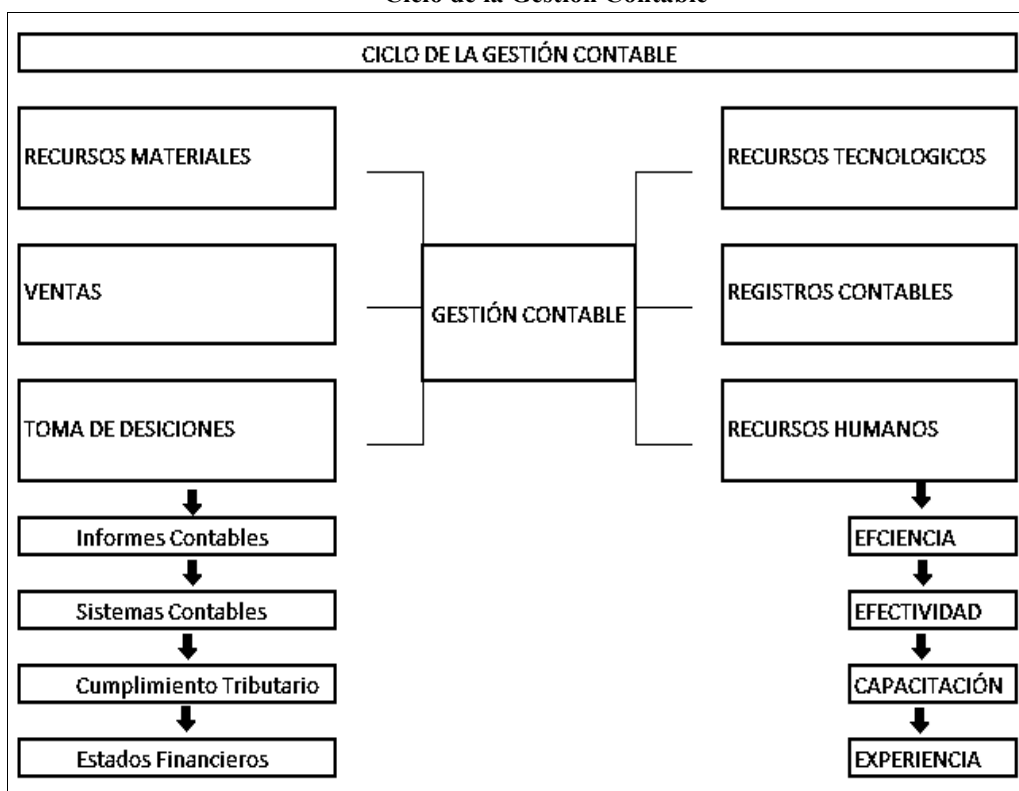 Ciclo de la Gestión Contable
CICLO DE LA GESTIÓN CONTABLE
RECURSOS MATERIALES
RECURSOS TECNOLOGICOS
VENTAS
REGISTROS CONTABLES
GESTIÓN CONTABLE
TOMA DE DESICIONES
RECURSOS HUMANOS
Informes Contables
EFCIENCIA
Sistemas Contables
EFECTIVIDAD
Cumplimiento Tributario
CAPACITACIÓN
Estados Financieros
EXPERIENCIA